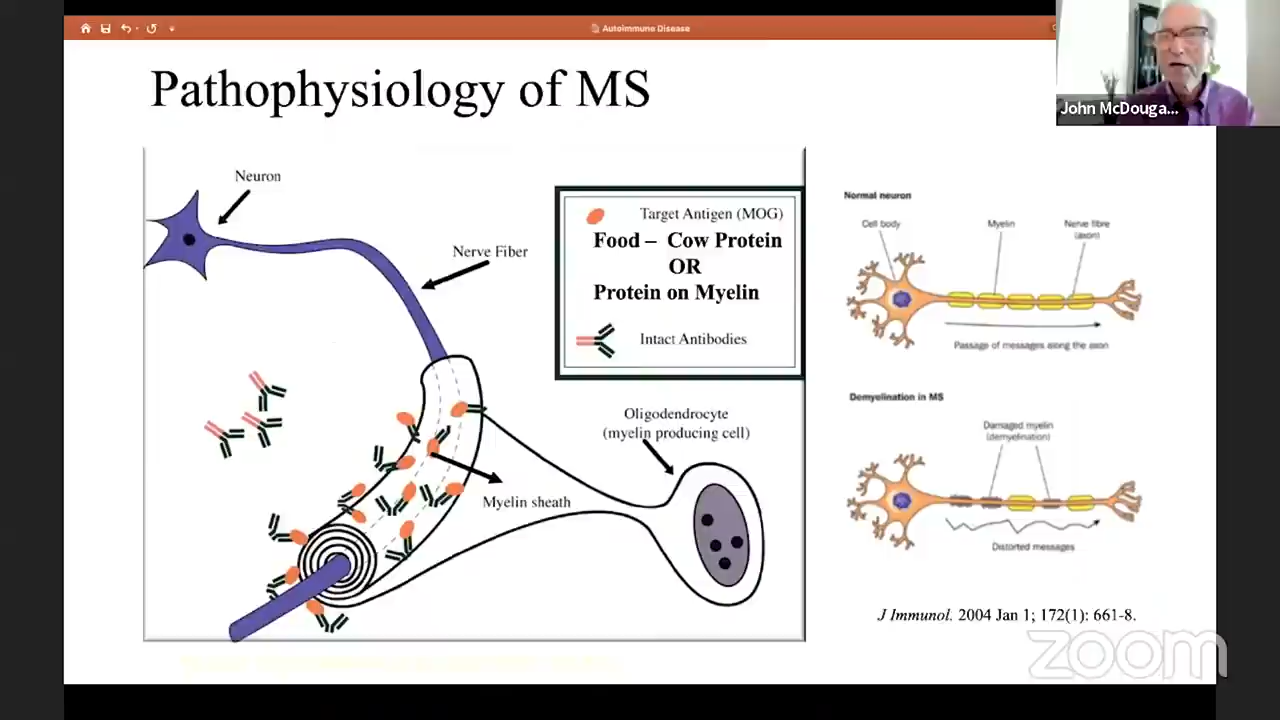 Autoimmune Disease
John McDouga...
Pathophysiology of MS
Neuron
Nerve Fiber
Target Antigen (MOG)
Food – Cow Protein
OR
Protein on Myelin
Intact Antibodies
Oligodendrocyte
(myelin producing cell)
Myelin sheath
Normal neuron
Cell body
Myelin
Nerve fibre
(axon)
Passage of messages along the axon
Demyelination in MS
Damaged myelin
(demyelination)
Distorted messages
J Immunol. 2004 Jan 1; 172(1): 661-8.
zoom